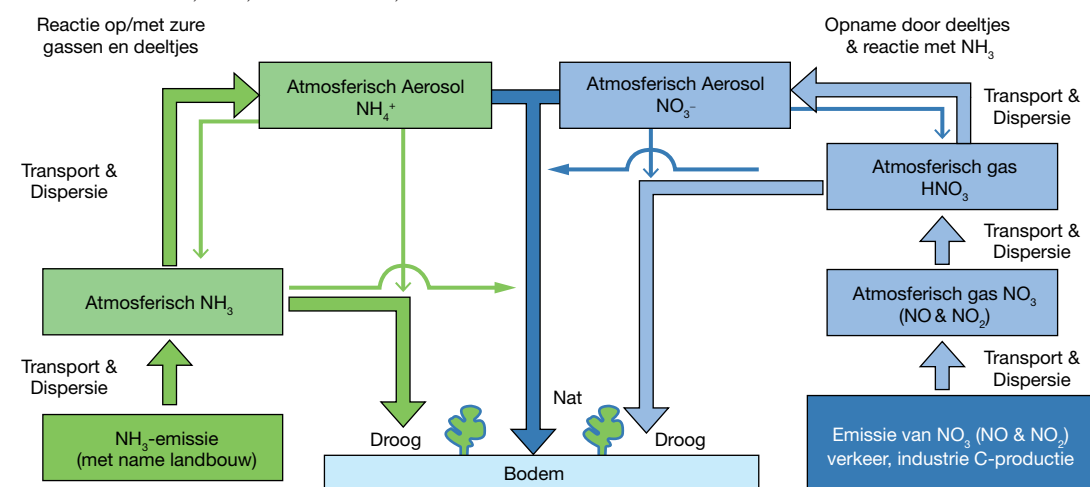 Reactie op/met zure
gassen en deeltjes
Opname door deeltjes
& reactie met NH₃
Atmosferisch Aerosol
NH₄⁺
Atmosferisch Aerosol
NO₃⁻
Transport &
Dispersie
Transport &
Dispersie
Atmosferisch gas
HNO₃
Transport &
Dispersie
Atmosferisch NH₃
Atmosferisch gas NO₃
(NO & NO₂)
Transport &
Dispersie
Transport &
Dispersie
NH₃-emissie
(met name landbouw)
Droog
Nat
Droog
Emissie van NO₃ (NO & NO₂)
verkeer, industrie C-productie
Bodem